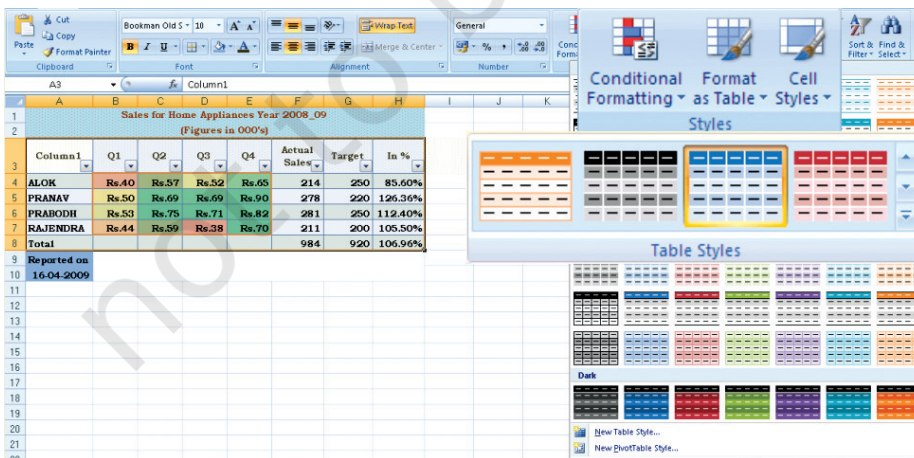 Cut
Copy
Format Painter
Paste
Clipboard
Bookman Old S 10 A A
B I U A
Font
Wrap Text
Merge & Center
Alignment
General
% ,
Number
Conditional Formatting
Format as Table
Cell Styles
Styles
Sort & Filter
Find & Select
A3 fx Column1
A B C D E F G H I J K
1 Sales for Home Appliances Year 2008_09
2 (Figures in 000's)
3 Column1 Q1 Q2 Q3 Q4 Actual Sales Target In %
4 ALOK Rs.40 Rs.57 Rs.52 Rs.65 214 250 85.60%
5 PRANAV Rs.50 Rs.69 Rs.69 Rs.90 278 220 126.36%
6 PRABODH Rs.53 Rs.75 Rs.71 Rs.82 281 250 112.40%
7 RAJENDRA Rs.44 Rs.59 Rs.38 Rs.70 211 200 105.50%
8 Total 984 920 106.96%
9 Reported on
10 16-04-2009
11
12
13
14
15
16
17
18
19
20
21
Table Styles
Dark
New Table Style...
New PivotTable Style...
not to b